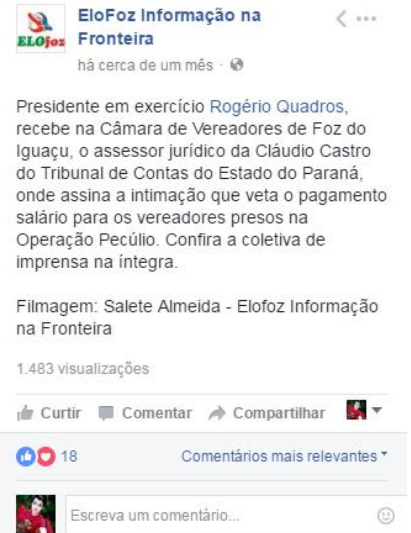 ELOfoz
EloFoz Informação na
Fronteira
há cerca de um mês ·
Presidente em exercício Rogério Quadros,
recebe na Câmara de Vereadores de Foz do
Iguaçu, o assessor jurídico da Cláudio Castro
do Tribunal de Contas do Estado do Paraná,
onde assina a intimação que veta o pagamento
salário para os vereadores presos na
Operação Pecúlio. Confira a coletiva de
imprensa na íntegra.
Filmagem: Salete Almeida - Elofoz Informação
na Fronteira
1.483 visualizações
Curtir Comentar Compartilhar
18 Comentários mais relevantes
Escreva um comentário...